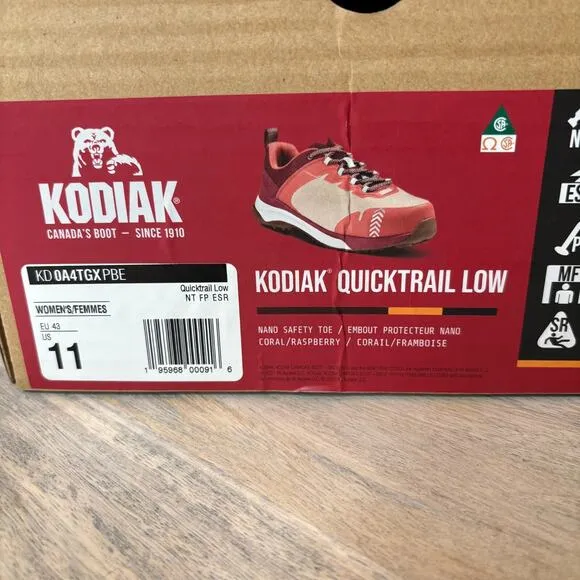 KODIAK®
CANADA'S BOOT — SINCE 1910
KD 0A4TGX PBE
Quicktrail Low
NT FP ESR
WOMEN'S/FEMMES
EU 43
US
11
1 95968 00091 6
KODIAK® QUICKTRAIL LOW
NANO SAFETY TOE / EMBOUT PROTECTEUR NANO
CORAL/RASPBERRY / CORAIL/FRAMBOISE
MF
SR